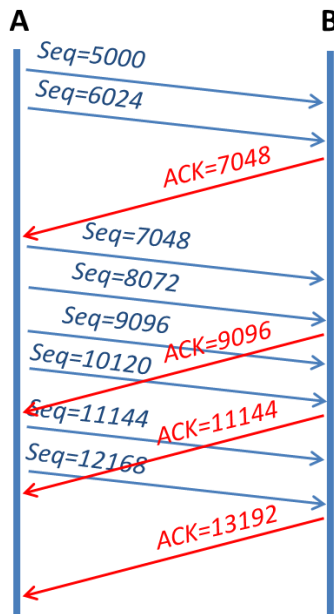 A B
Seq=5000
Seq=6024
ACK=7048
Seq=7048
Seq=8072
Seq=9096
ACK=9096
Seq=10120
Seq=11144
ACK=11144
Seq=12168
ACK=13192